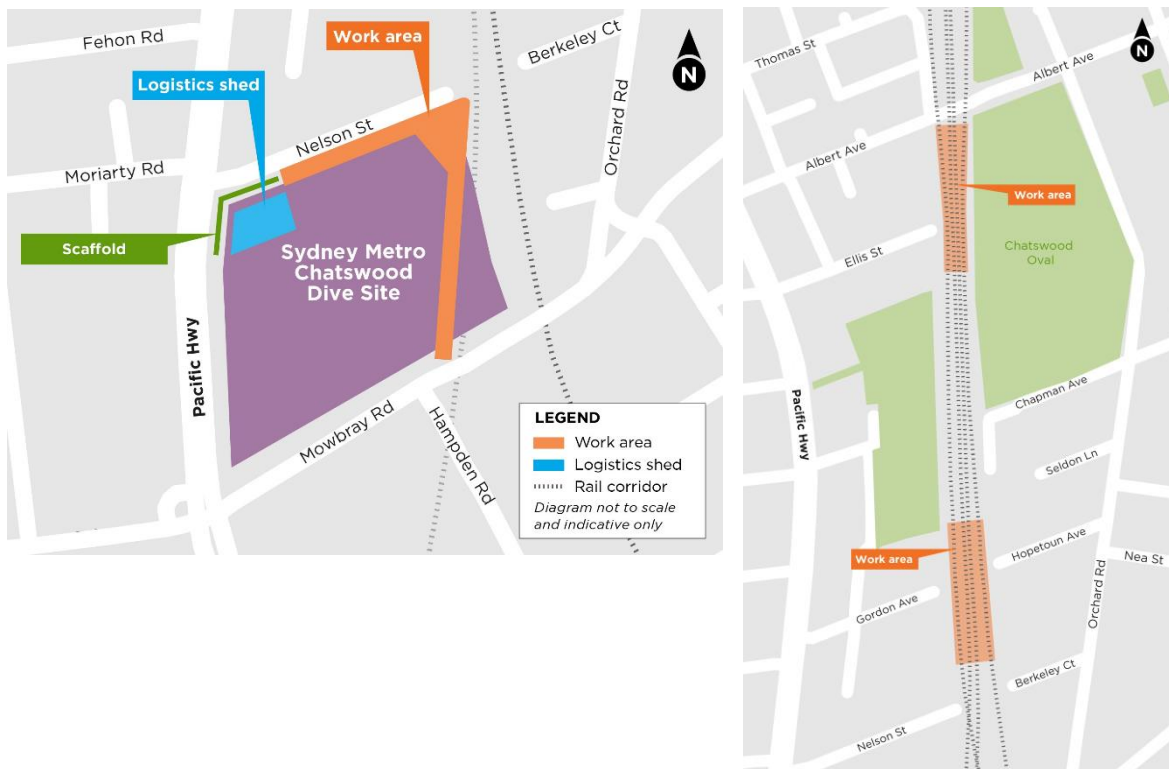 Fehon Rd
Work area
Berkeley Ct
N
Logistics shed
Nelson St
Orchard Rd
Moriarty Rd
Scaffold
Sydney Metro
Chatswood
Dive Site
Pacific Hwy
Mowbray Rd
Hampden Rd
LEGEND
Work area
Logistics shed
Rail corridor
Diagram not to scale
and indicative only
Thomas St
Albert Ave
N
Albert Ave
Work area
Ellis St
Chatswood
Oval
Pacific Hwy
Chapman Ave
Seldon Ln
Work area
Hopetoun Ave
Nea St
Gordon Ave
Orchard Rd
Berkeley Ct
Nelson St